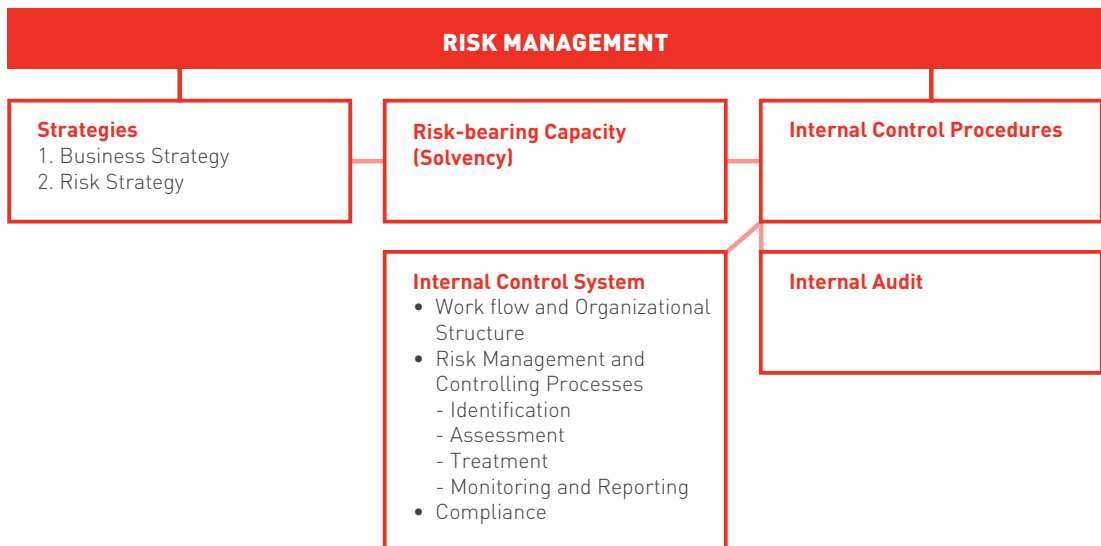 RISK MANAGEMENT
Strategies
1. Business Strategy
2. Risk Strategy
Risk-bearing Capacity
(Solvency)
Internal Control Procedures
Internal Control System
• Work flow and Organizational
Structure
• Risk Management and
Controlling Processes
- Identification
- Assessment
- Treatment
- Monitoring and Reporting
• Compliance
Internal Audit